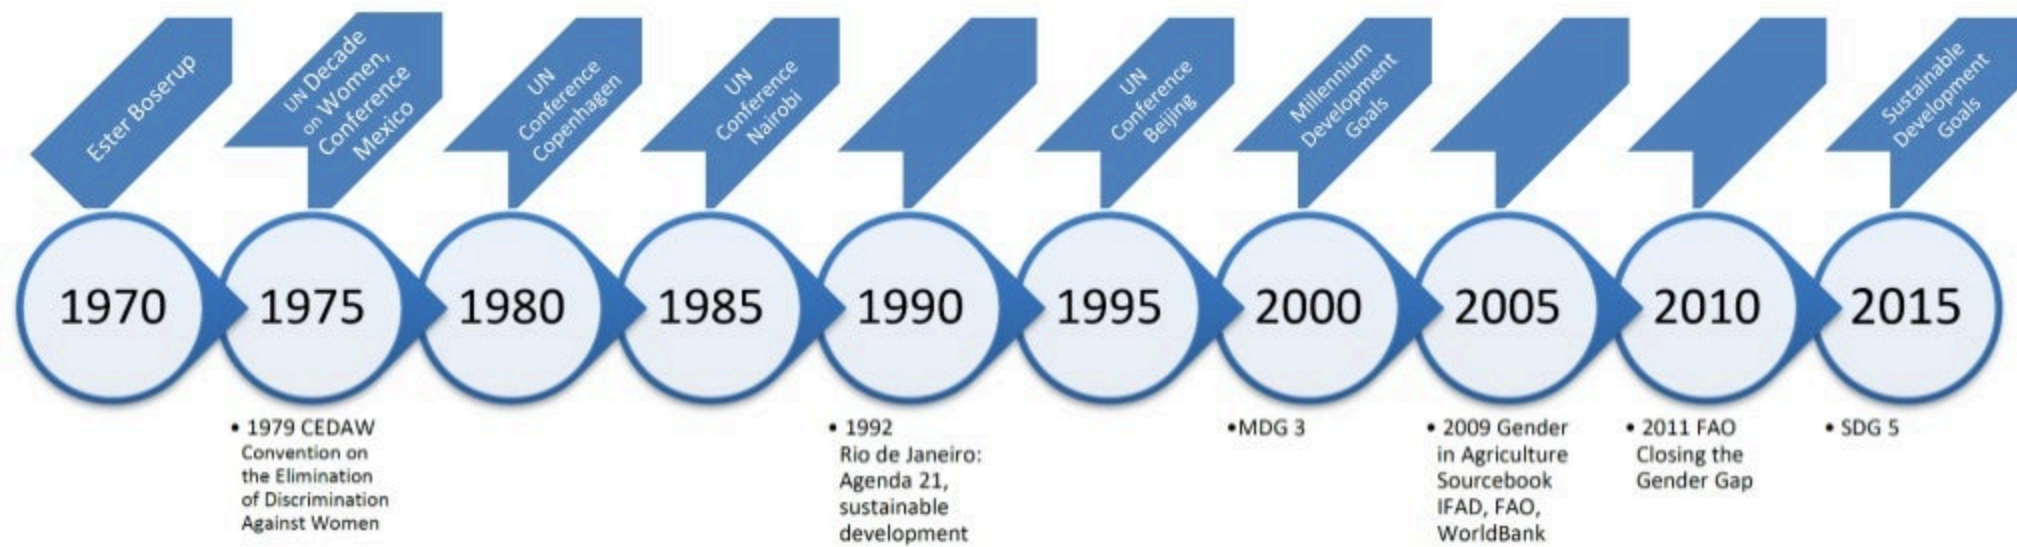 Ester Boserup
UN Decade
on Women,
Conference
Mexico
UN
Conference
Copenhagen
UN
Conference
Nairobi
UN
Conference
Beijing
Millennium
Development
Goals
Sustainable
Development
Goals
1970
1975
1980
1985
1990
1995
2000
2005
2010
2015
• 1979 CEDAW
Convention on
the Elimination
of Discrimination
Against Women
• 1992
Rio de Janeiro:
Agenda 21,
sustainable
development
•MDG 3
• 2009 Gender
in Agriculture
Sourcebook
IFAD, FAO,
WorldBank
• 2011 FAO
Closing the
Gender Gap
• SDG 5